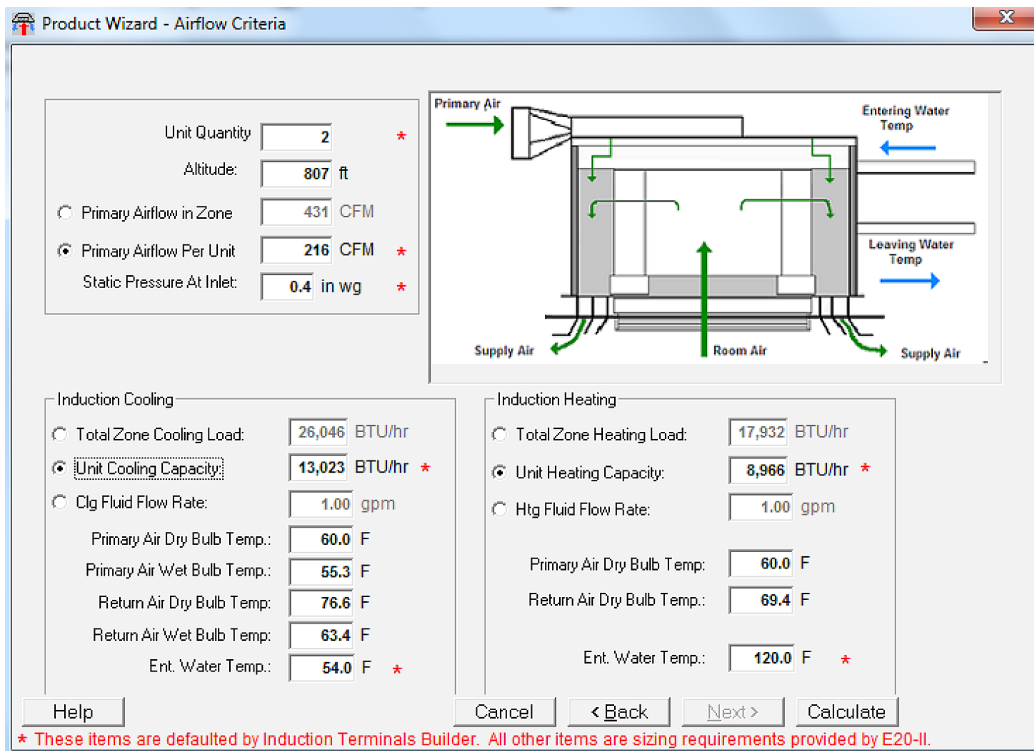 Product Wizard - Airflow Criteria
Unit Quantity 2 *
Altitude: 807 ft
Primary Airflow in Zone 431 CFM
Primary Airflow Per Unit 216 CFM *
Static Pressure At Inlet: 0.4 in wg *
Primary Air
Entering Water
Temp
Leaving Water
Temp
Supply Air
Room Air
Supply Air
Induction Cooling
Total Zone Cooling Load: 26,046 BTU/hr
Unit Cooling Capacity: 13,023 BTU/hr *
Clg Fluid Flow Rate: 1.00 gpm
Primary Air Dry Bulb Temp.: 60.0 F
Primary Air Wet Bulb Temp.: 55.3 F
Return Air Dry Bulb Temp: 76.6 F
Return Air Wet Bulb Temp: 63.4 F
Ent. Water Temp.: 54.0 F *
Induction Heating
Total Zone Heating Load: 17,932 BTU/hr
Unit Heating Capacity: 8,966 BTU/hr *
Htg Fluid Flow Rate: 1.00 gpm
Primary Air Dry Bulb Temp: 60.0 F
Return Air Dry Bulb Temp.: 69.4 F
Ent. Water Temp.: 120.0 F *
Help
Cancel
< Back
Next >
Calculate
* These items are defaulted by Induction Terminals Builder. All other items are sizing requirements provided by E20-II.